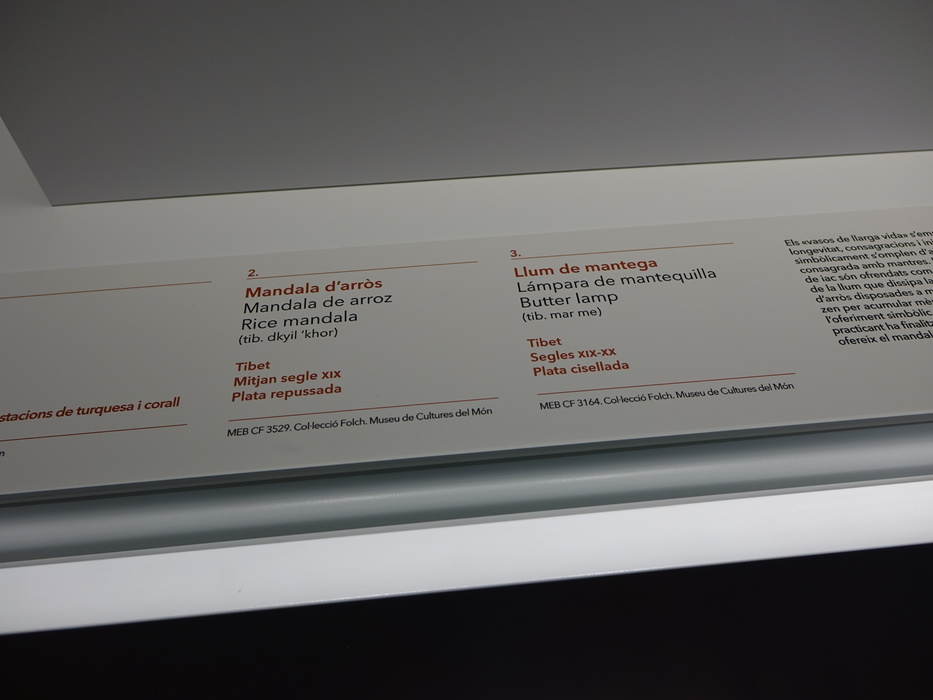 stacions de turquesa i corall
2.
Mandala d'arròs
Mandala de arroz
Rice mandala
(tib. dkyil 'khor)
Tibet
Mitjan segle XIX
Plata repussada
MEB CF 3529. Col·lecció Folch. Museu de Cultures del Món
3.
Llum de mantega
Lámpara de mantequilla
Butter lamp
(tib. mar me)
Tibet
Segles XIX-XX
Plata cisellada
MEB CF 3164. Col·lecció Folch. Museu de Cultures del Món
Els «vasos de llarga vida» s'em
longevitat, consagracions i in
simbòlicament s'omplen d'a
consagrada amb mantres.
de iac són ofrendats com
de la llum que dissipa la
d'arròs disposades a m
zen per acumular mèr
l'oferiment simbòlic
practicant ha finalitz
ofereix el mandal